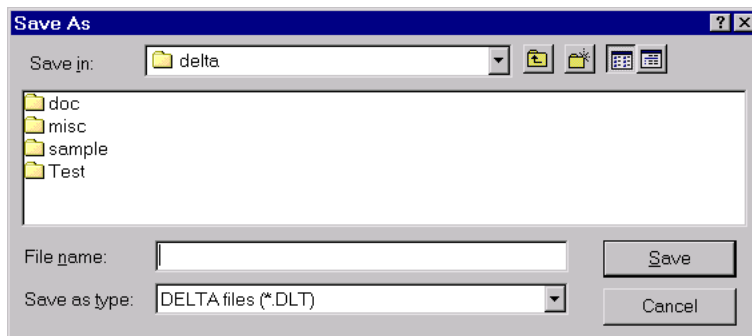 Save As
Save in: delta
doc
misc
sample
Test
File name: Save
Save as type: DELTA files (*.DLT) Cancel